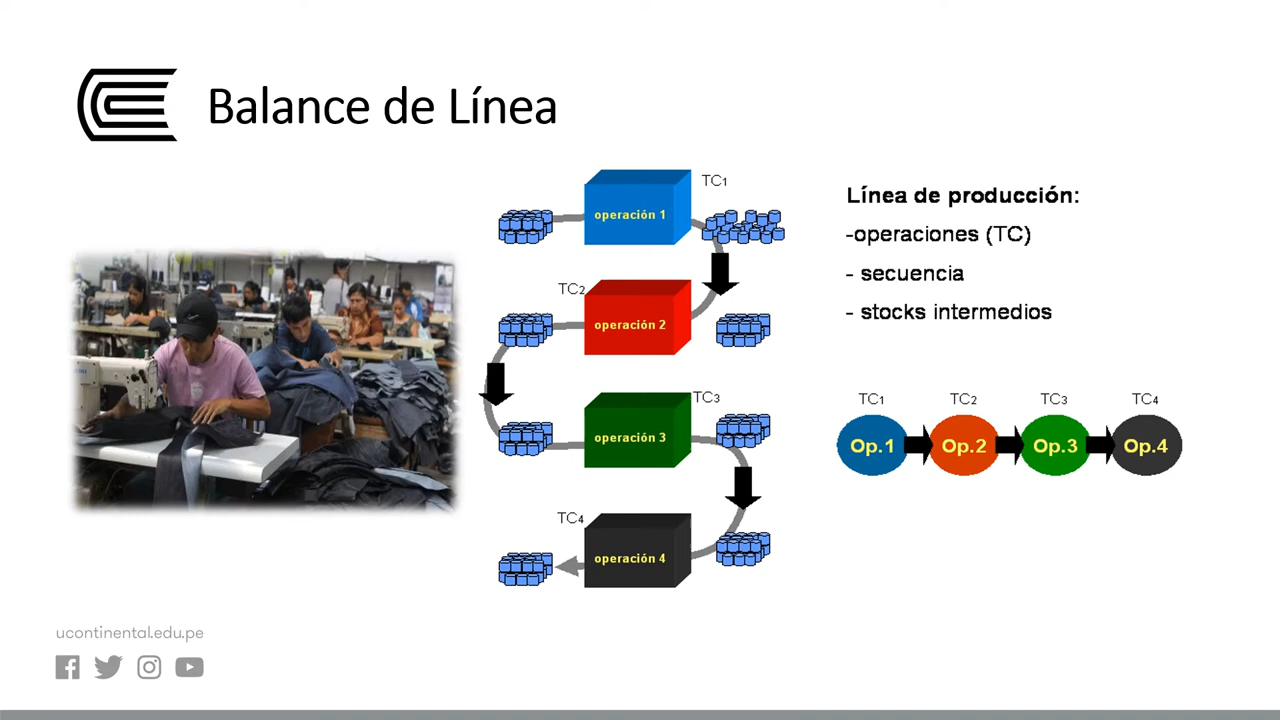 Balance de Línea
TC1
operación 1
TC2
operación 2
TC3
operación 3
TC4
operación 4
Línea de producción:
-operaciones (TC)
- secuencia
- stocks intermedios
TC1 TC2 TC3 TC4
Op.1 Op.2 Op.3 Op.4
ucontinental.edu.pe